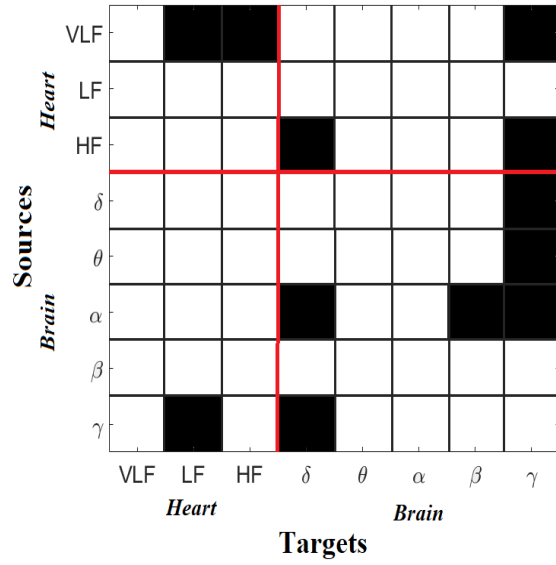 Sources
Heart
Brain
VLF
LF
HF
δ
θ
α
β
γ
VLF LF HF δ θ α β γ
Heart Brain
Targets